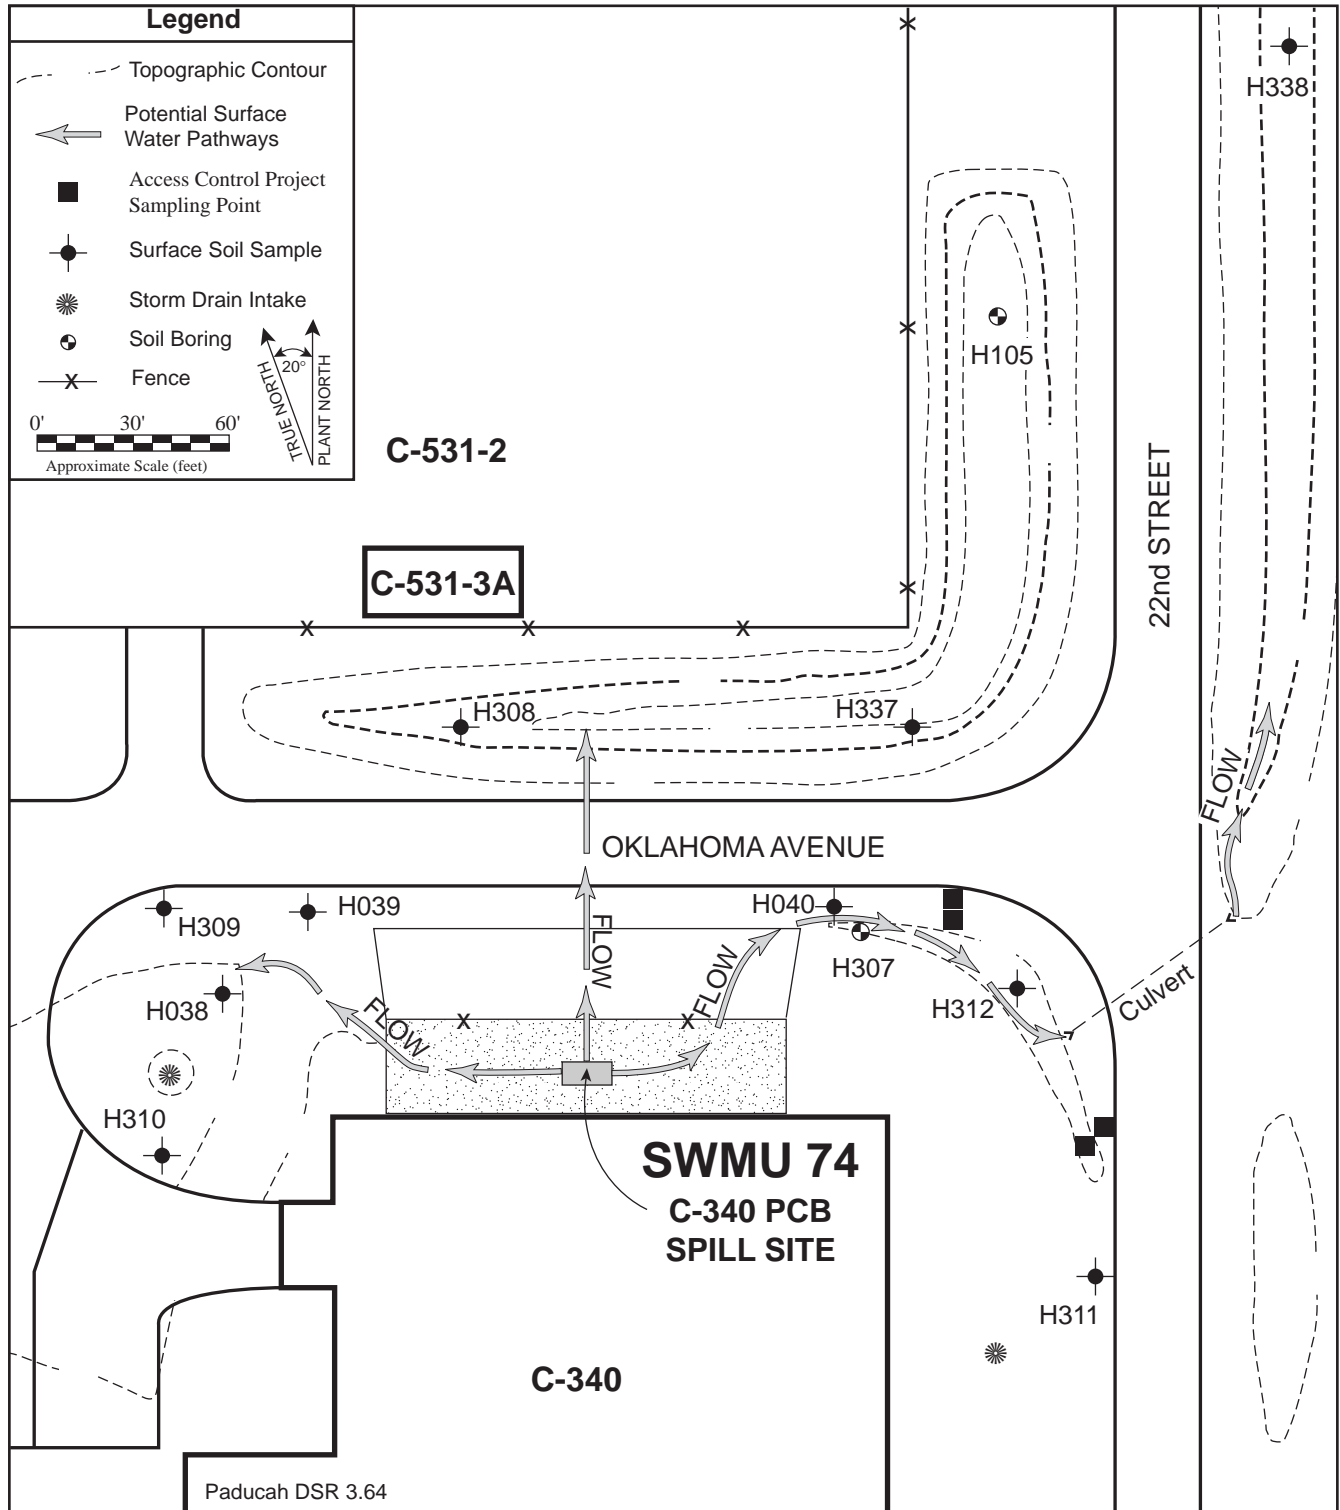 Legend
Topographic Contour
Potential Surface
Water Pathways
Access Control Project
Sampling Point
Surface Soil Sample
Storm Drain Intake
Soil Boring
X Fence
TRUE NORTH
20°
PLANT NORTH
0' 30' 60'
Approximate Scale (feet)
X
H338
X
H105
C-531-2
22nd STREET
C-531-3A
X
X X X
H308
H337
FLOW
OKLAHOMA AVENUE
H309
H039
H040
H307
FLOW
FLOW
H038
FLOW
H312
Culvert
X X
H310
SWMU 74
C-340 PCB
SPILL SITE
H311
C-340
Paducah DSR 3.64